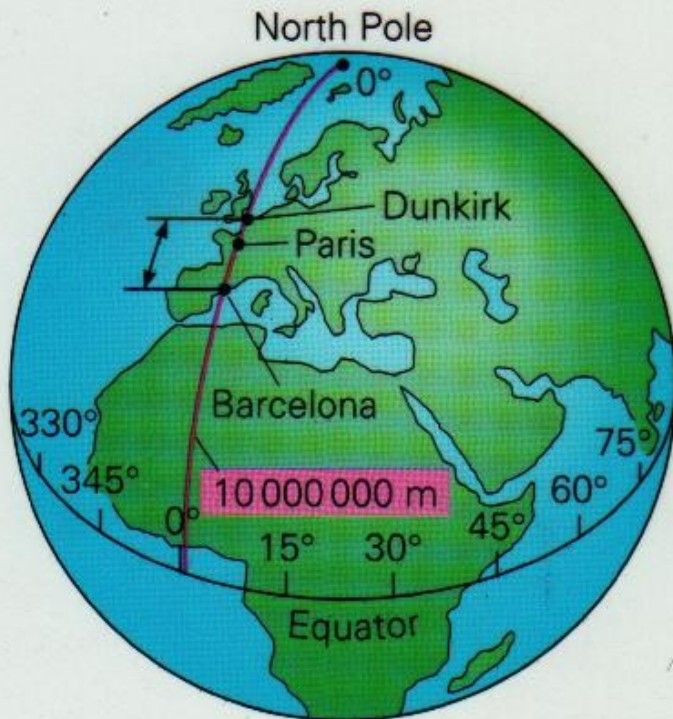 North Pole
0°
Dunkirk
Paris
Barcelona
330°
345°
10 000 000 m
0°
15°
30°
45°
60°
75°
Equator